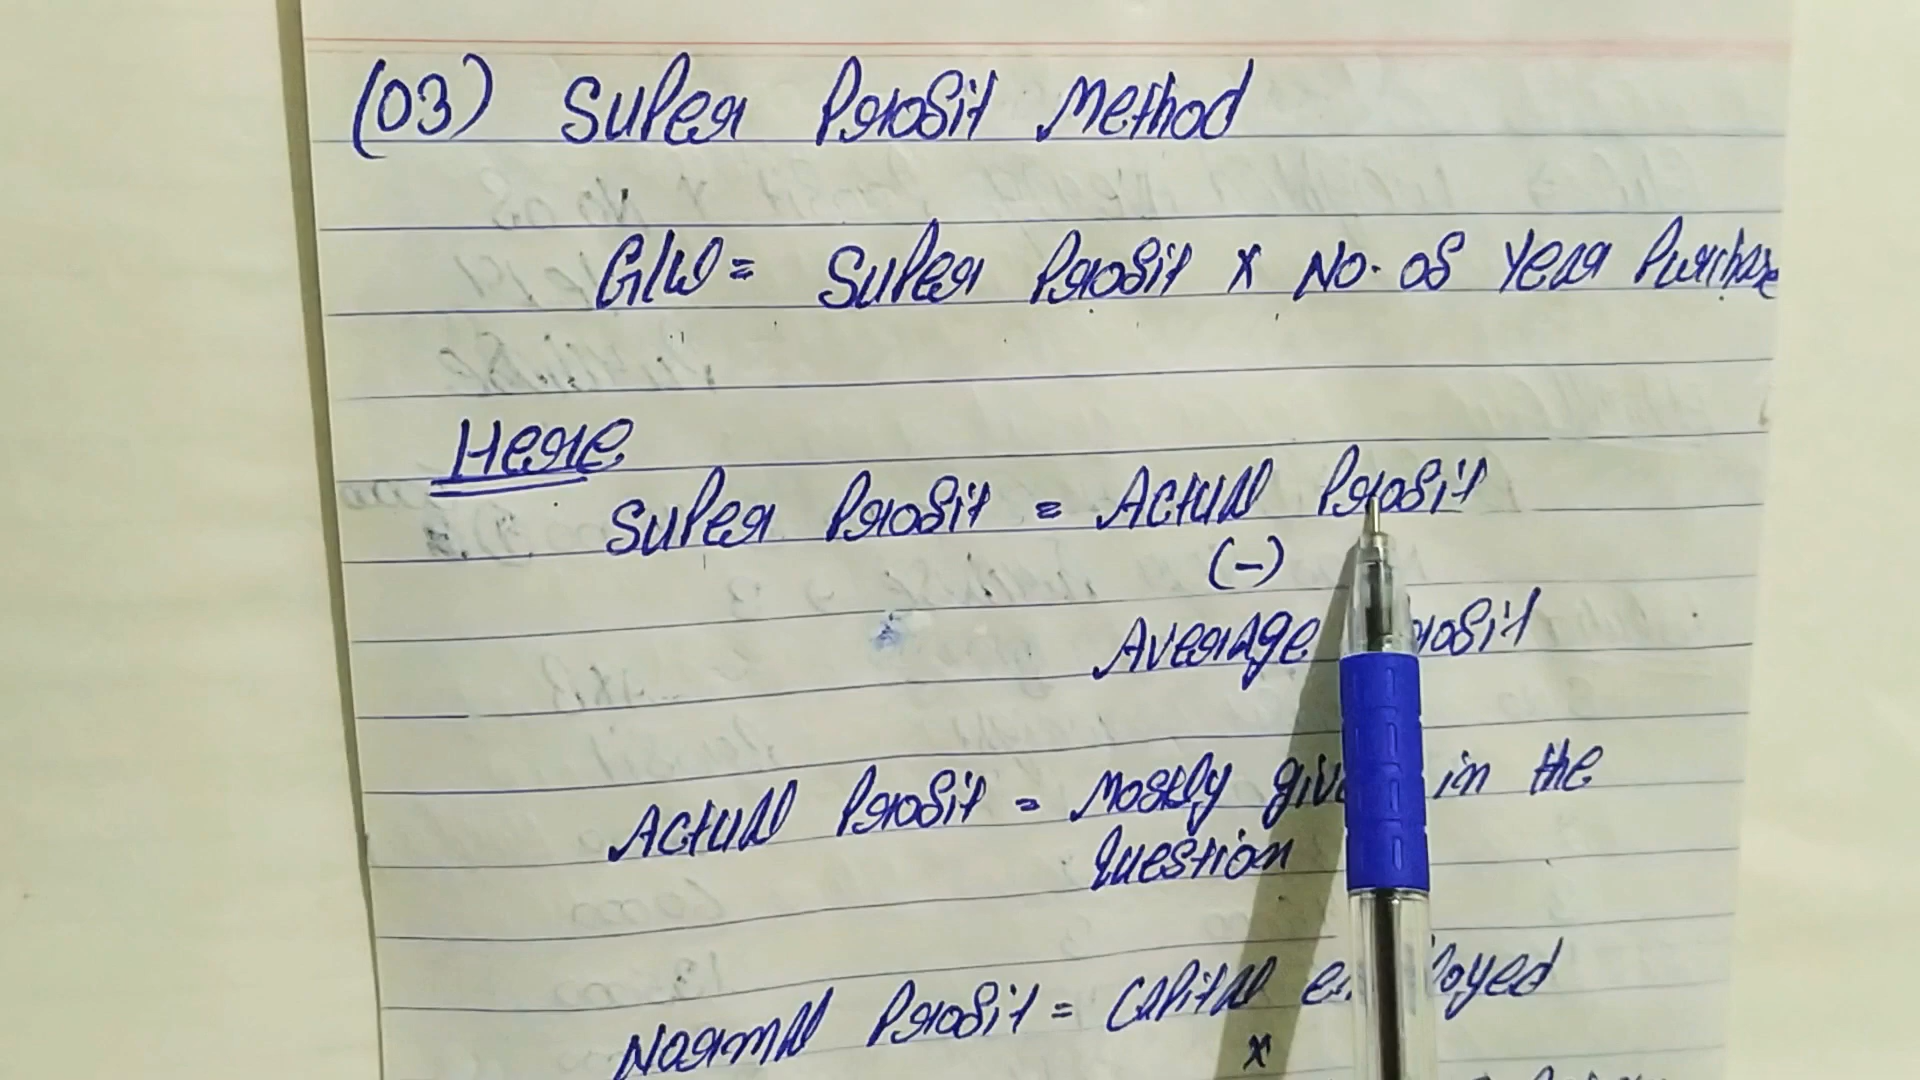 (03) Super Profit Method
G/W = Super Profit x No. of Year Purchase
Here
Super Profit = Actual Profit
(-)
Average Profit
Actual Profit = Mostly given in the
Question
Normal Profit = Capital employed
x